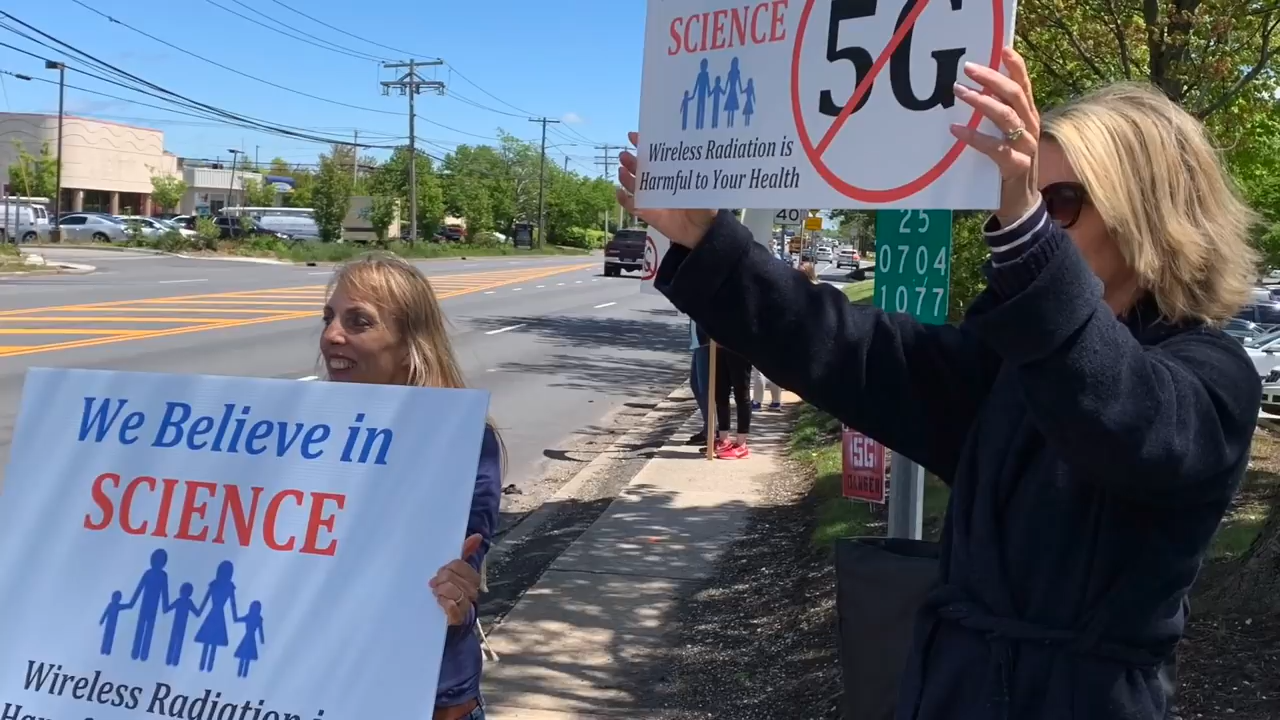 We Believe in
SCIENCE
Wireless Radiation
SCIENCE
5G
Wireless Radiation is
Harmful to Your Health
40
25
0704
1077
5G
DANGER